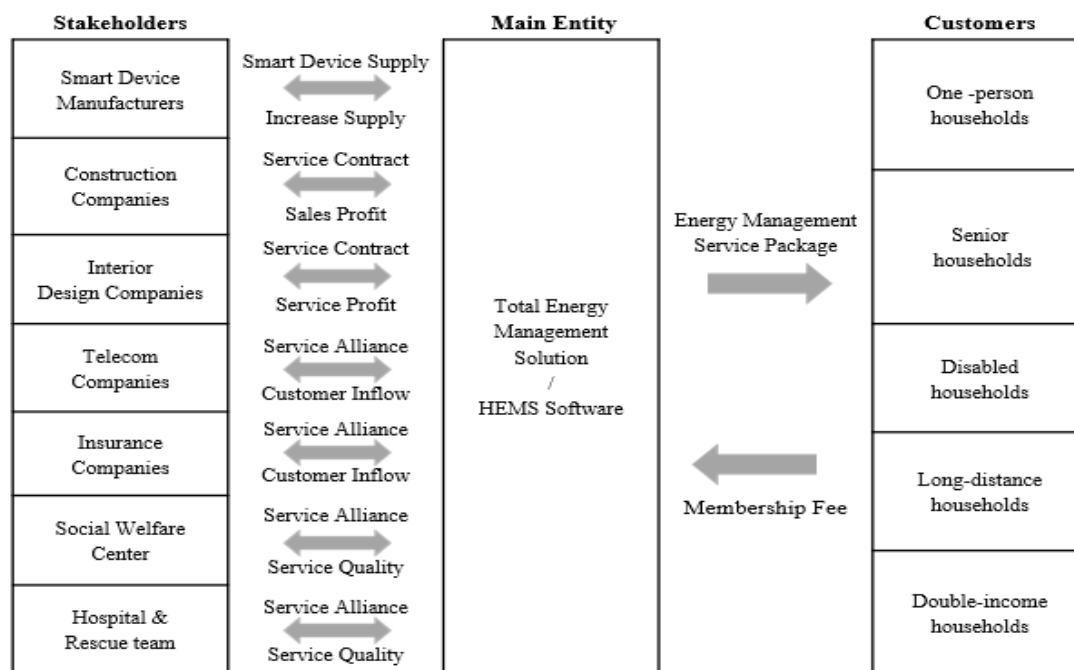 Stakeholders
Main Entity
Customers
Smart Device
Manufacturers
Smart Device Supply
Increase Supply
Construction
Companies
Service Contract
Sales Profit
Interior
Design Companies
Service Contract
Service Profit
Telecom
Companies
Service Alliance
Customer Inflow
Insurance
Companies
Service Alliance
Customer Inflow
Social Welfare
Center
Service Alliance
Service Quality
Hospital &
Rescue team
Service Alliance
Service Quality
Total Energy
Management
Solution
/
HEMS Software
Energy Management
Service Package
Membership Fee
One -person
households
Senior
households
Disabled
households
Long-distance
households
Double-income
households